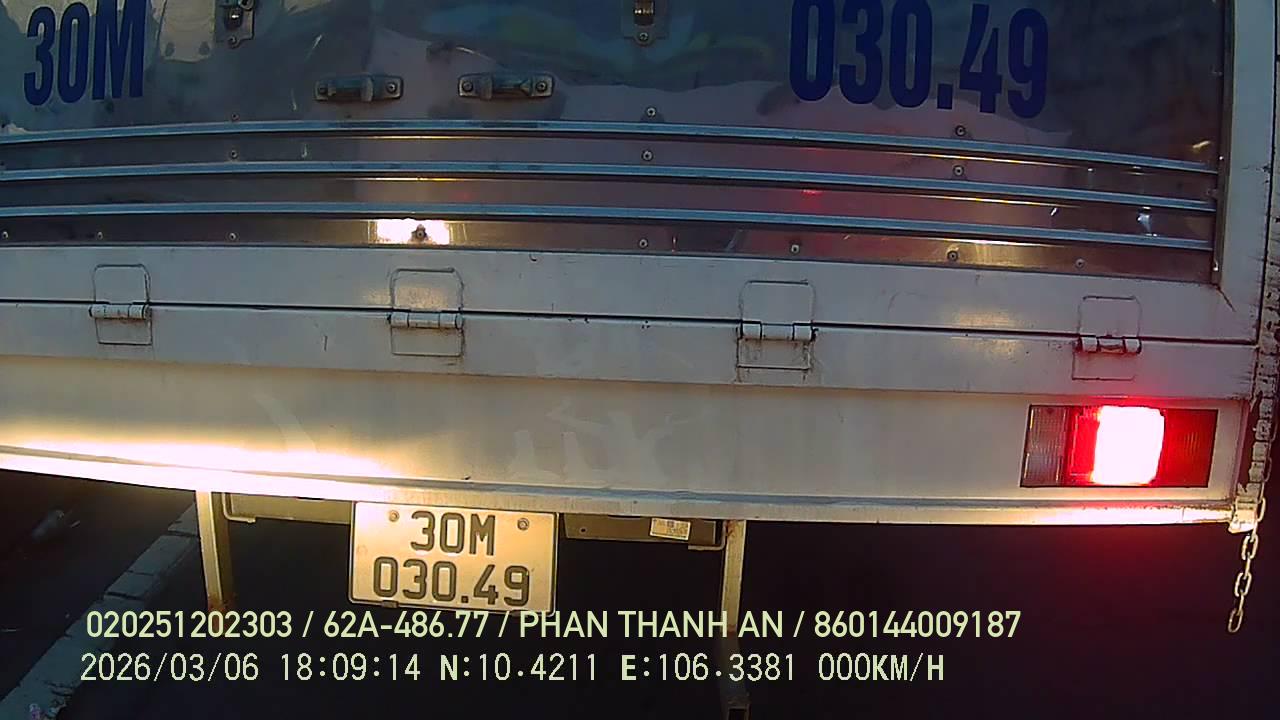 30M 030.49
30M
030.49
020251202303 / 62A-486.77 / PHAN THANH AN / 860144009187
2026/03/06 18:09:14 N:10.4211 E:106.3381 000KM/H